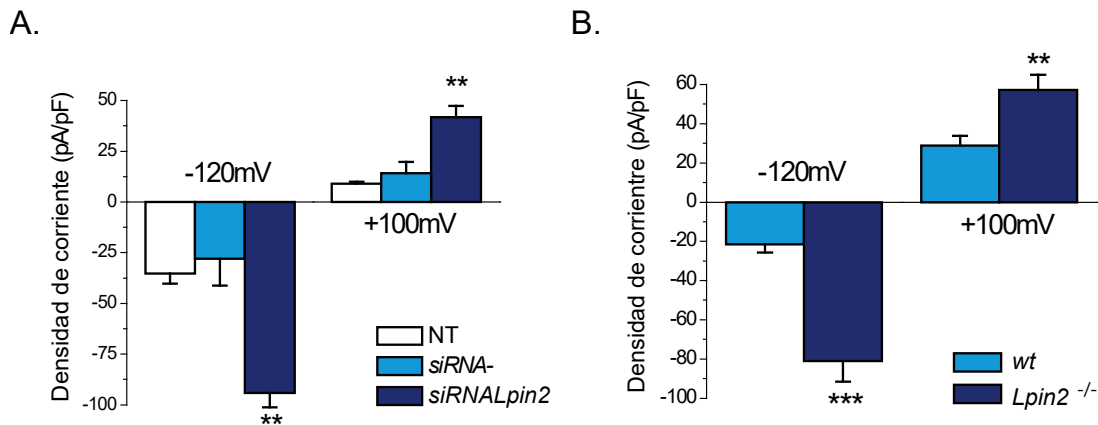 A.
Densidad de corriente (pA/pF)
50
25
0
-25
-50
-75
-100
-120mV
+100mV
**
**
NT
siRNA-
siRNALpin2
B.
Densidad de corrientre (pA/pF)
60
40
20
0
-20
-40
-60
-80
-100
-120mV
+100mV
**
***
wt
Lpin2 -/-